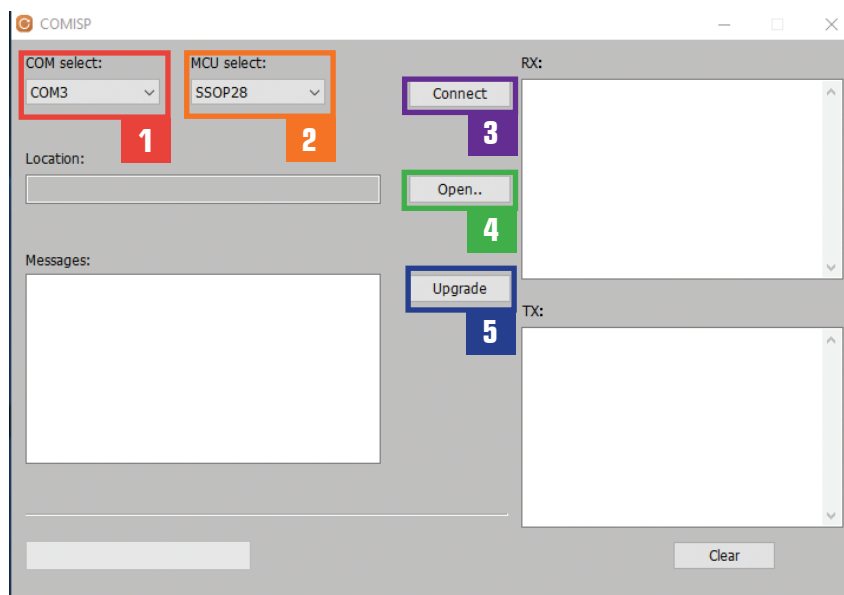 COMISP
COM select:
MCU select:
RX:
COM3
SSOP28
Connect
1
2
3
Location:
Open..
4
Messages:
Upgrade
TX:
5
Clear